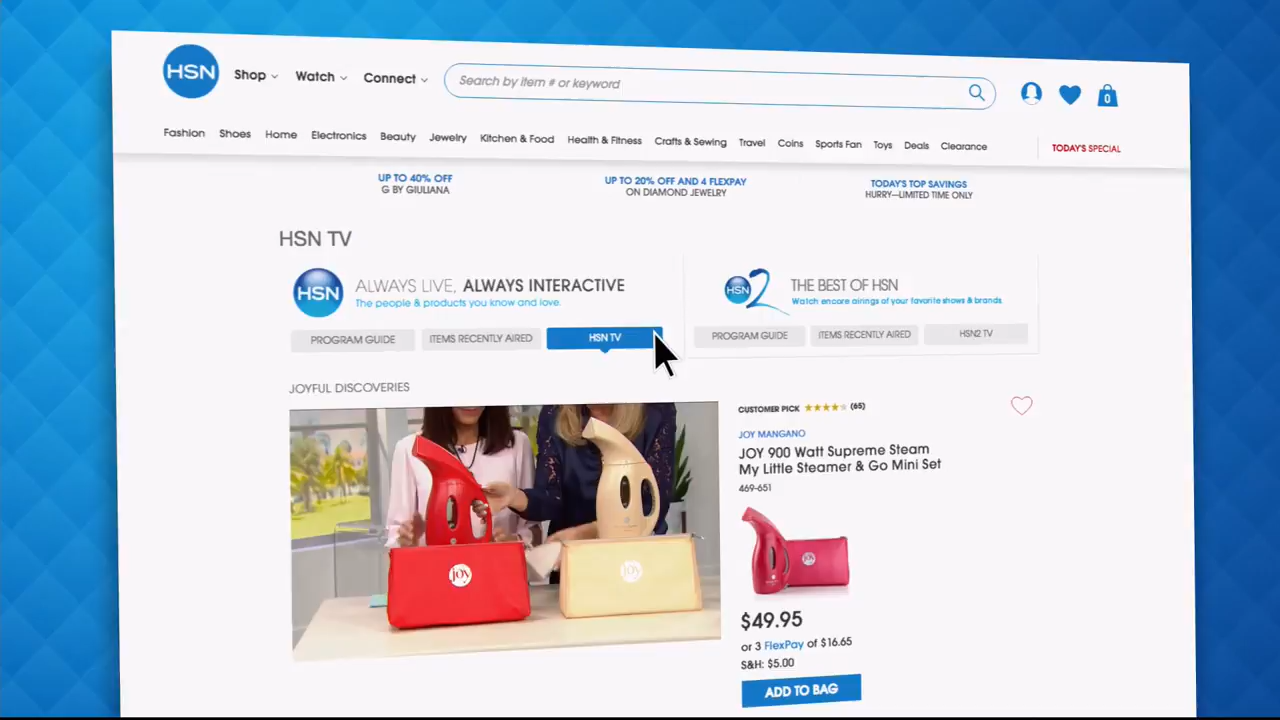 HSN
Shop
Watch
Connect
Search by item # or keyword
0
Fashion
Shoes
Home
Electronics
Beauty
Jewelry
Kitchen & Food
Health & Fitness
Crafts & Sewing
Travel
Coins
Sports Fan
Toys
Deals
Clearance
TODAY'S SPECIAL
UP TO 40% OFF
G BY GIULIANA
UP TO 20% OFF AND 4 FLEXPAY
ON DIAMOND JEWELRY
TODAY'S TOP SAVINGS
HURRY—LIMITED TIME ONLY
HSN TV
HSN
ALWAYS LIVE, ALWAYS INTERACTIVE
The people & products you know and love.
PROGRAM GUIDE
ITEMS RECENTLY AIRED
HSN TV
HSN2
THE BEST OF HSN
Watch encore airings of your favorite shows & brands.
PROGRAM GUIDE
ITEMS RECENTLY AIRED
HSN2 TV
JOYFUL DISCOVERIES
joy
joy
CUSTOMER PICK ★★★★★ (65)
JOY MANGANO
JOY 900 Watt Supreme Steam
My Little Steamer & Go Mini Set
469-651
joy
$49.95
or 3 FlexPay of $16.65
S&H: $5.00
ADD TO BAG